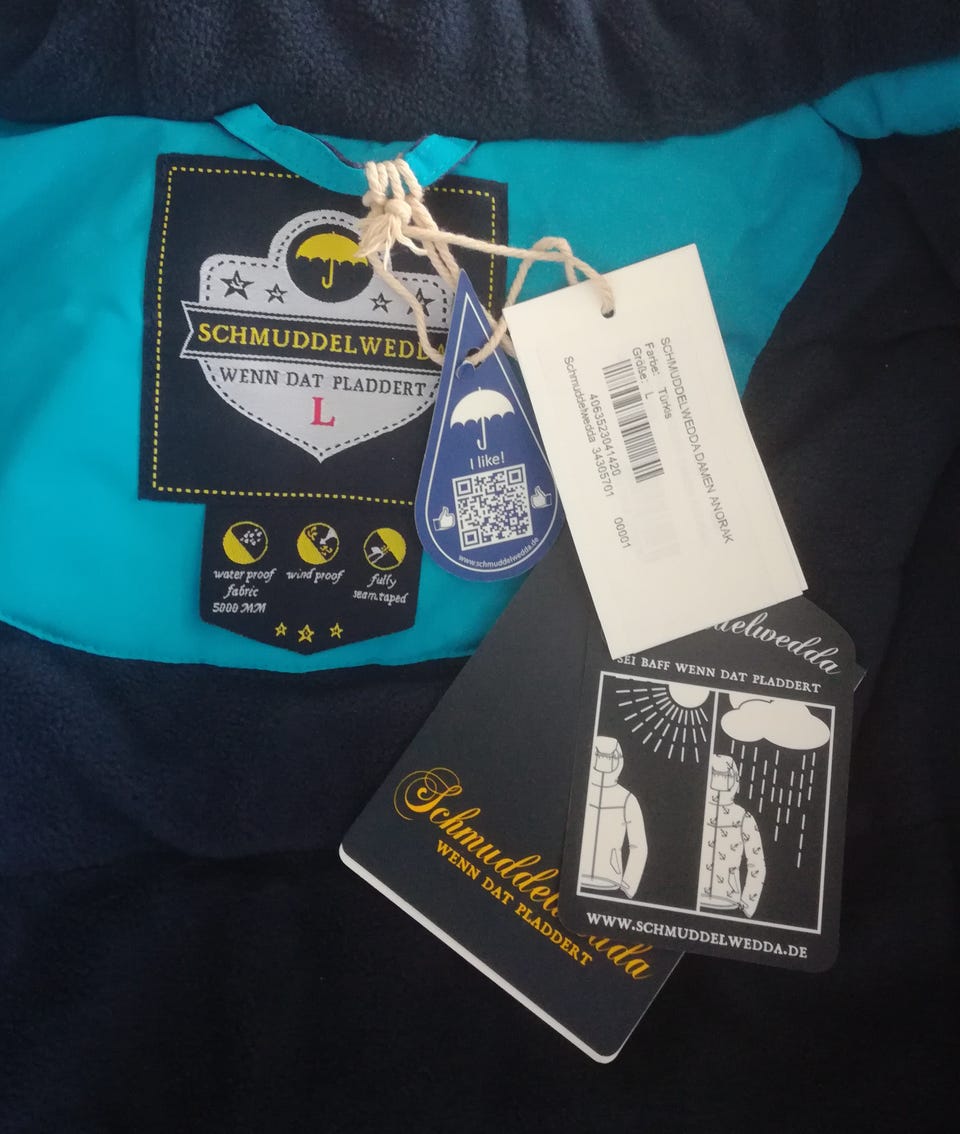 SCHMUDDELWEDDA
WENN DAT PLADDERT
L
water proof
fabric
5000 MM
wind proof
fully
seam.taped
I like!
www.schmuddelwedda.de
SCHMUDDELWEDDA DAMEN ANORAK
Farbe: Türkis
Größe: L
4063523041420
Schmuddelwedda 34305701 00001
delwedda
SEI BAFF WENN DAT PLADDERT
WWW.SCHMUDDELWEDDA.DE
Schmuddelwedda
WENN DAT PLADDERT